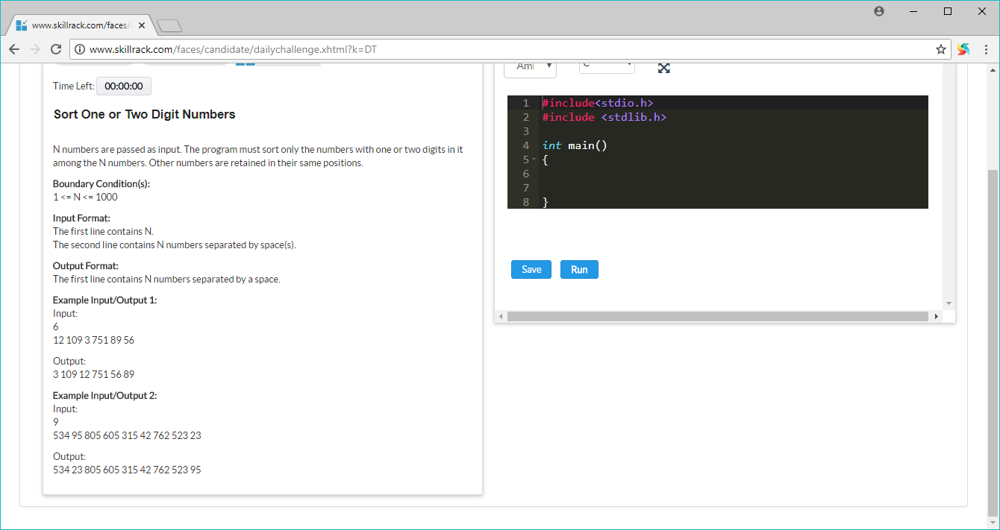 www.skillrack.com/faces/
www.skillrack.com/faces/candidate/dailychallenge.xhtml?k=DT
Time Left: 00:00:00
Sort One or Two Digit Numbers
N numbers are passed as input. The program must sort only the numbers with one or two digits in it
among the N numbers. Other numbers are retained in their same positions.
Boundary Condition(s):
1 <= N <= 1000
Input Format:
The first line contains N.
The second line contains N numbers separated by space(s).
Output Format:
The first line contains N numbers separated by a space.
Example Input/Output 1:
Input:
6
12 109 3 751 89 56
Output:
3 109 12 751 56 89
Example Input/Output 2:
Input:
9
534 95 805 605 315 42 762 523 23
Output:
534 23 805 605 315 42 762 523 95
1 #include<stdio.h>
2 #include <stdlib.h>
3
4 int main()
5 {
6
7
8 }
Save Run